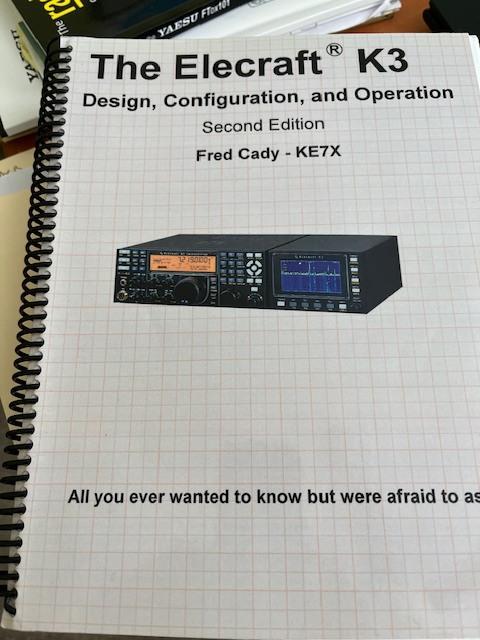 The
YAESU FTdx101
The Elecraft® K3
Design, Configuration, and Operation
Second Edition
Fred Cady - KE7X
All you ever wanted to know but were afraid to as